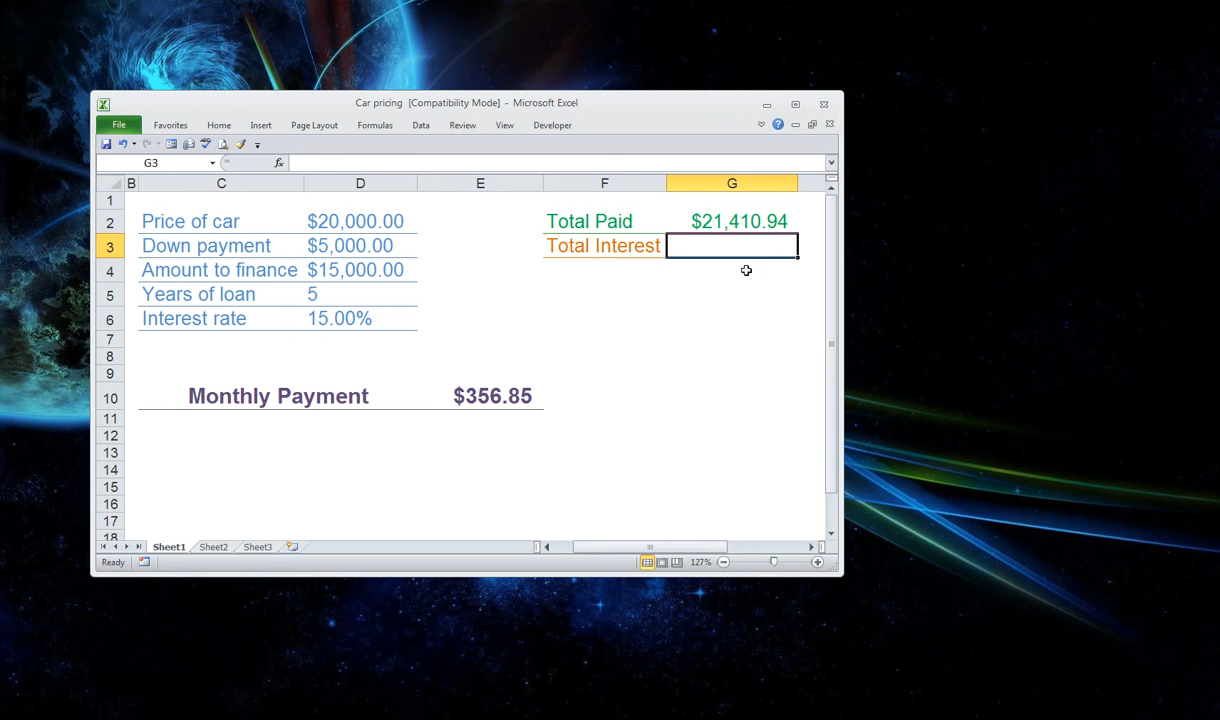 Car pricing [Compatibility Mode] - Microsoft Excel
File Favorites Home Insert Page Layout Formulas Data Review View Developer
G3 fx
B C D E F G
1
2 Price of car $20,000.00 Total Paid $21,410.94
3 Down payment $5,000.00 Total Interest
4 Amount to finance $15,000.00
5 Years of loan 5
6 Interest rate 15.00%
7
8
9
10 Monthly Payment $356.85
11
12
13
14
15
16
17
18
Sheet1 Sheet2 Sheet3
Ready 127%